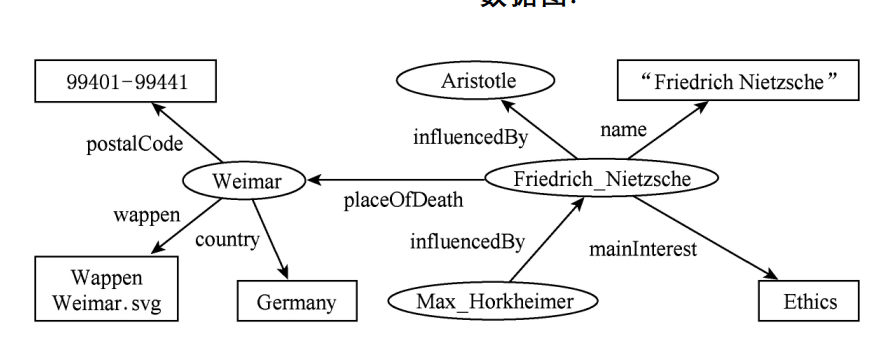 数据图:
99401-99441
Aristotle
“Friedrich Nietzsche”
postalCode
influencedBy
name
Weimar
placeOfDeath
Friedrich_Nietzsche
wappen
country
influencedBy
mainInterest
Wappen
Weimar.svg
Germany
Max_Horkheimer
Ethics